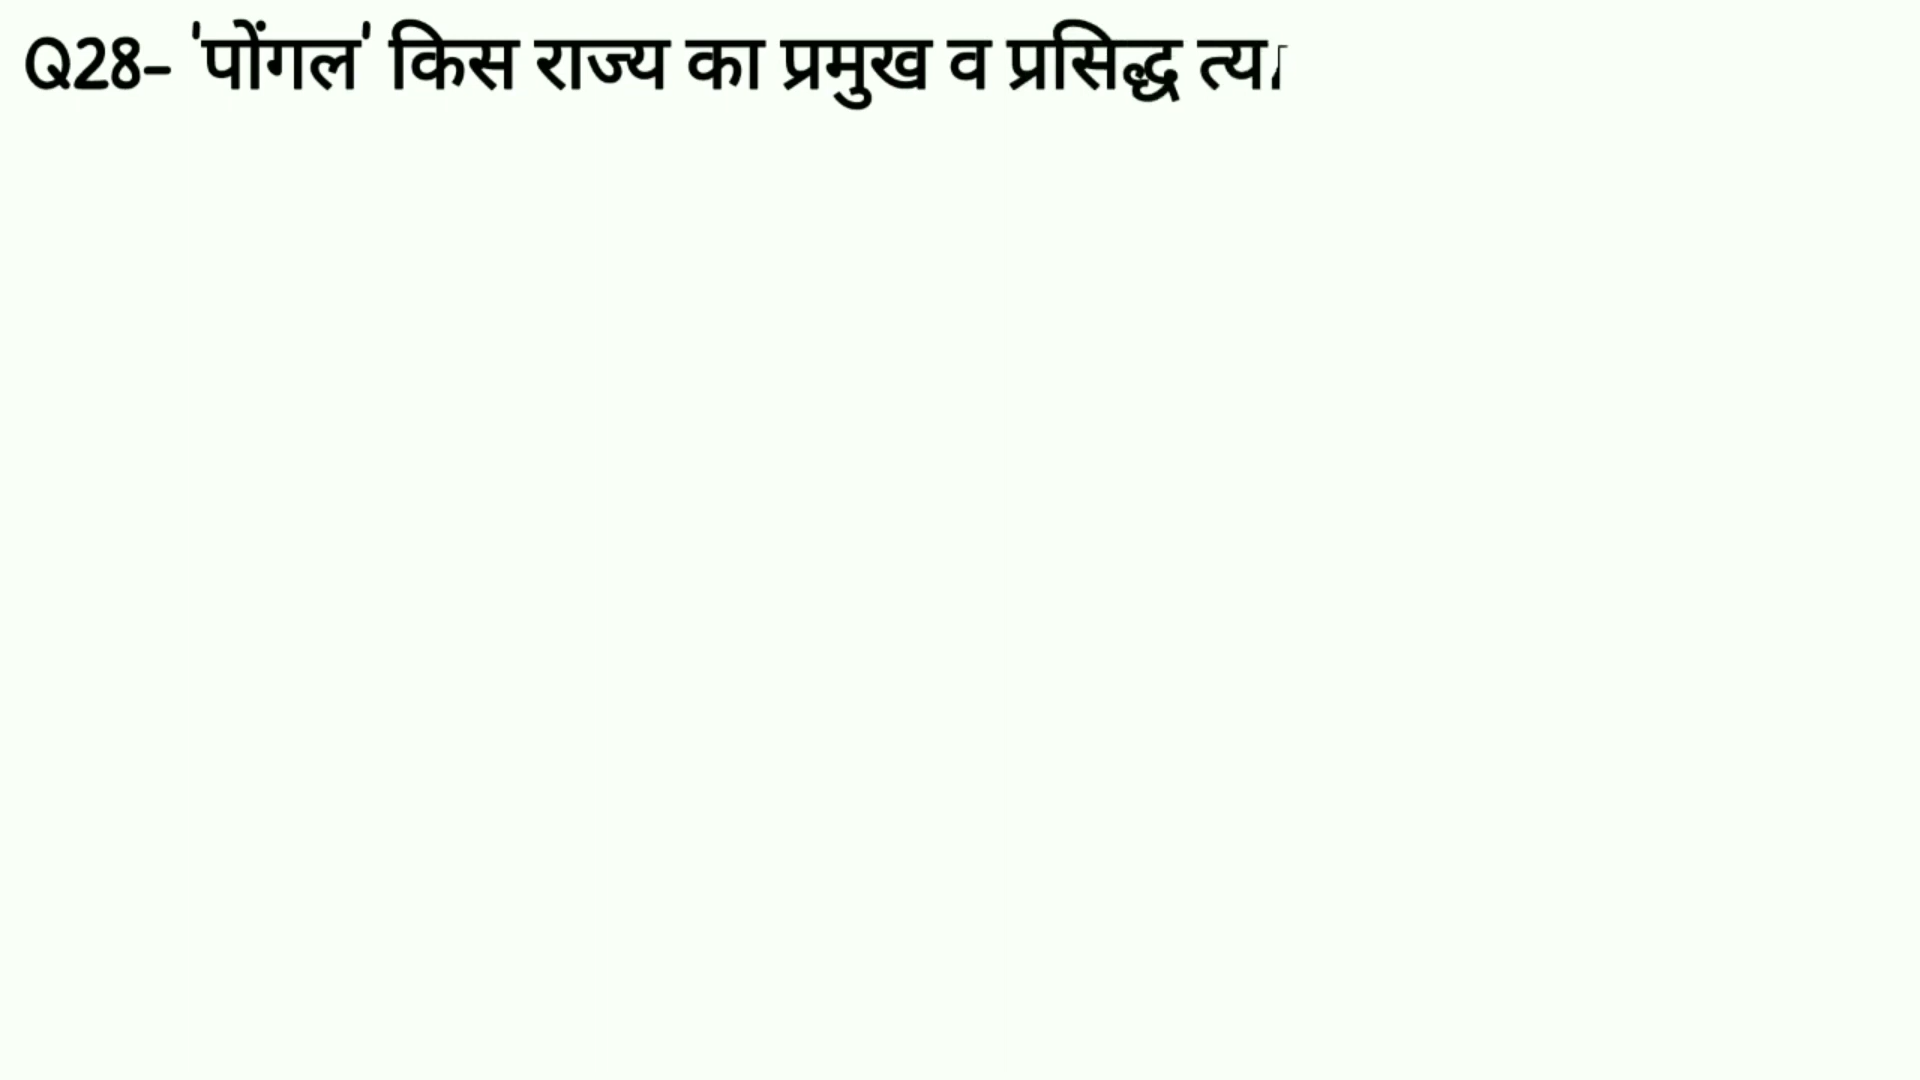 Q28- 'पोंगल' किस राज्य का प्रमुख व प्रसिद्ध